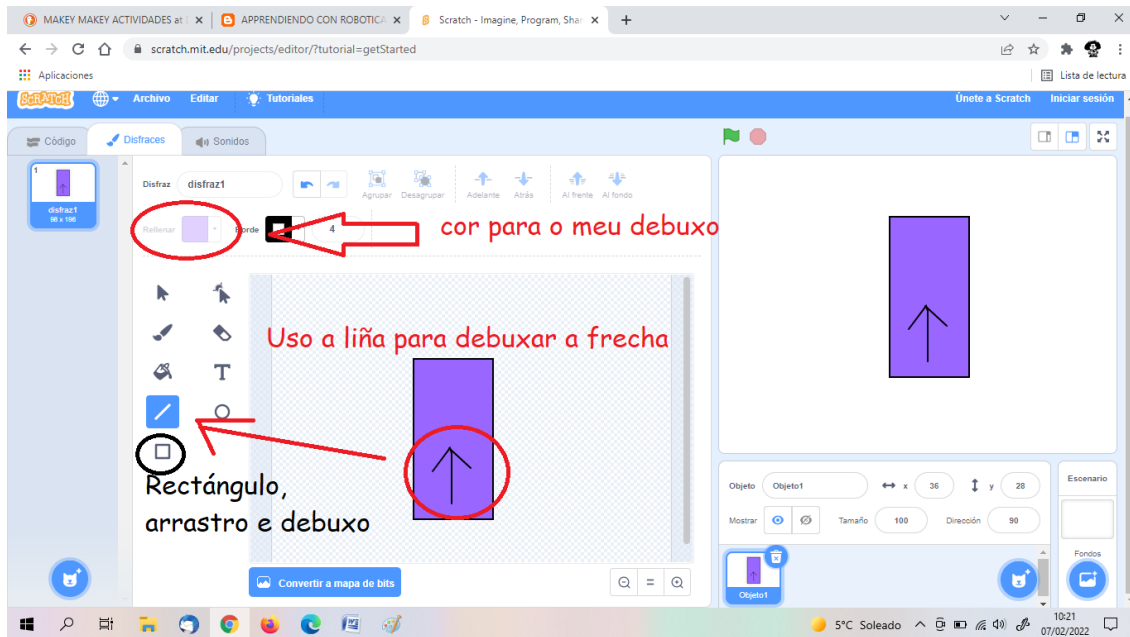 MAKEY MAKEY ACTIVIDADES at
APRENDIENDO CON ROBOTICA
Scratch - Imagine, Program, Shar
scratch.mit.edu/projects/editor/?tutorial=getStarted
Aplicaciones
Lista de lectura
SCRATCH
Archivo
Editar
Tutoriales
Únete a Scratch
Iniciar sesión
Código
Disfraces
Sonidos
1
disfraz1
98 x 196
Disfraz
disfraz1
Agrupar
Desagrupar
Adelante
Atrás
Al frente
Al fondo
Rellenar
Borde
4
cor para o meu debuxo
Uso a liña para debuxar a frecha
T
Rectángulo,
arrastro e debuxo
Convertir a mapa de bits
Objeto
Objeto1
x
36
y
28
Mostrar
Tamaño
100
Dirección
90
Objeto1
Escenario
Fondos
5°C Soleado
10:21
07/02/2022